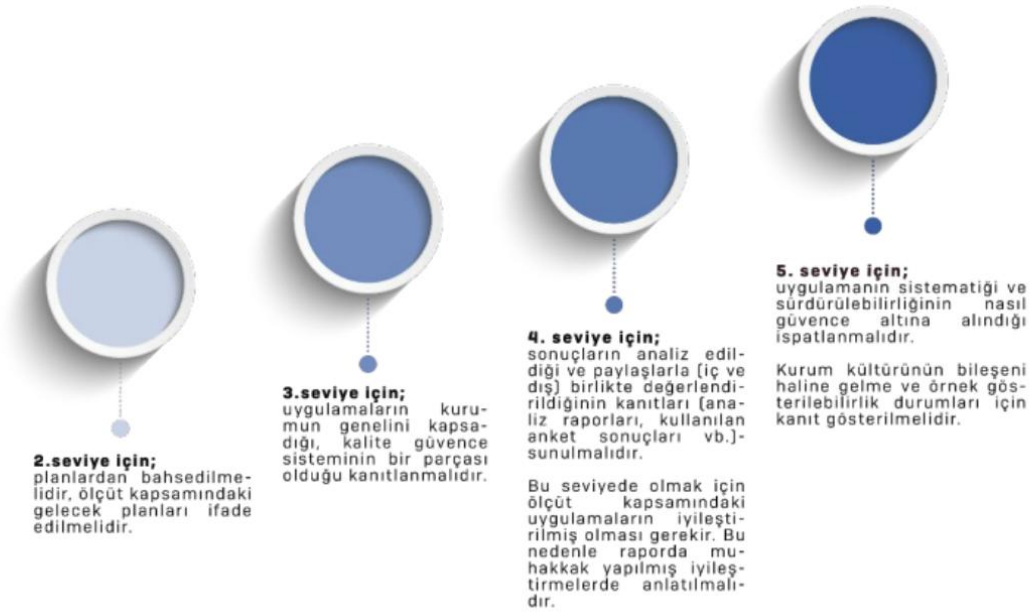 2.seviye için;
planlardan bahsedilme-
lidir, ölçüt kapsamındaki
gelecek planları ifade
edilmelidir.
3.seviye için;
uygulamaların kuru-
mun genelini kapsa-
dığı, kalite güvence
sisteminin bir parçası
olduğu kanıtlanmalıdır.
4. seviye için;
sonuçların analiz edil-
diği ve paylaşlarla (iç ve
dış) birlikte değerlendi-
rildiğinin kanıtları (ana-
liz raporları, kullanılan
anket sonuçları vb.)-
sunulmalıdır.
Bu seviyede olmak için
ölçüt kapsamındaki
uygulamaların iyileşti-
rilmiş olması gerekir. Bu
nedenle raporda mu-
hakkak yapılmış iyileş-
tirmelerde anlatılmalı-
dır.
5. seviye için;
uygulamanın sistematiği ve
sürdürülebilirliğinin nasıl
güvence altına alındığı
ispatlanmalıdır.
Kurum kültürünün bileşeni
haline gelme ve örnek gös-
terilebilirlik durumları için
kanıt gösterilmelidir.